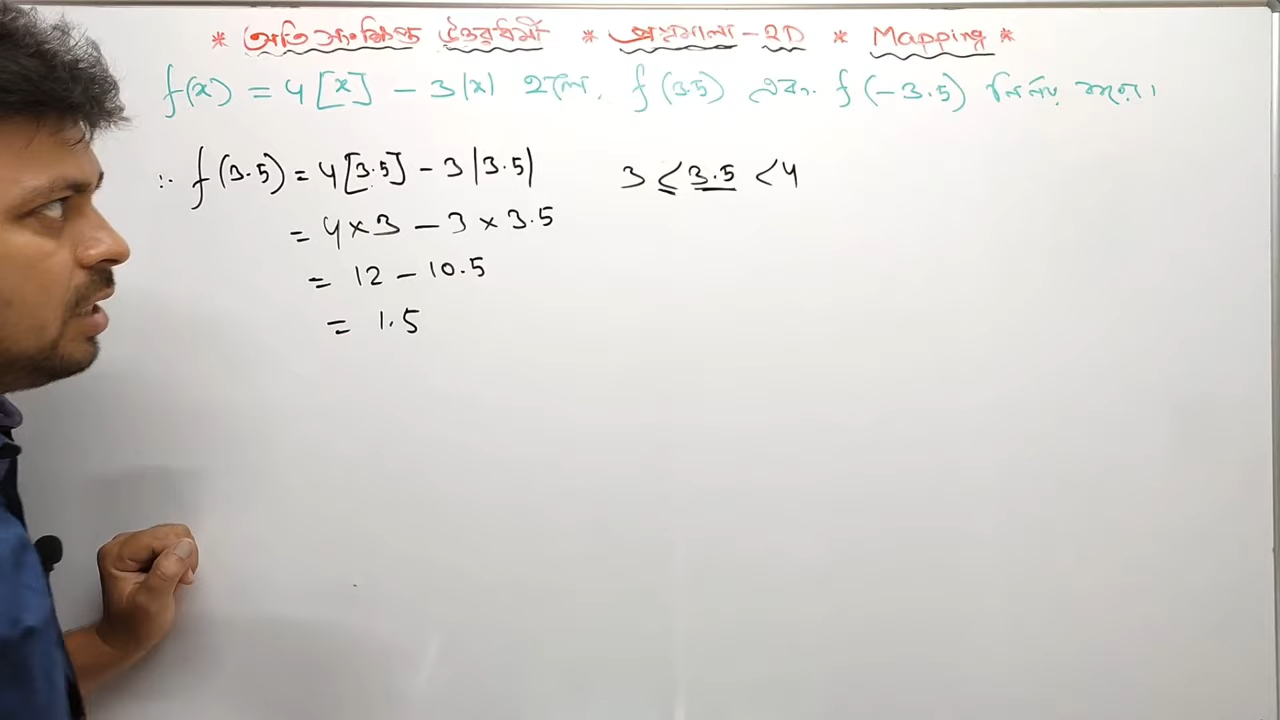 * অতি সংক্ষিপ্ত উত্তরধর্মী * প্রশ্নমালা - 2D * Mapping *
f(x) = 4[x] - 3|x| হলে, f(3.5) এবং f(-3.5) নির্ণয় করো।
∴ f(3.5) = 4[3.5] - 3|3.5| 3 ≤ 3.5 < 4
= 4 × 3 - 3 × 3.5
= 12 - 10.5
= 1.5